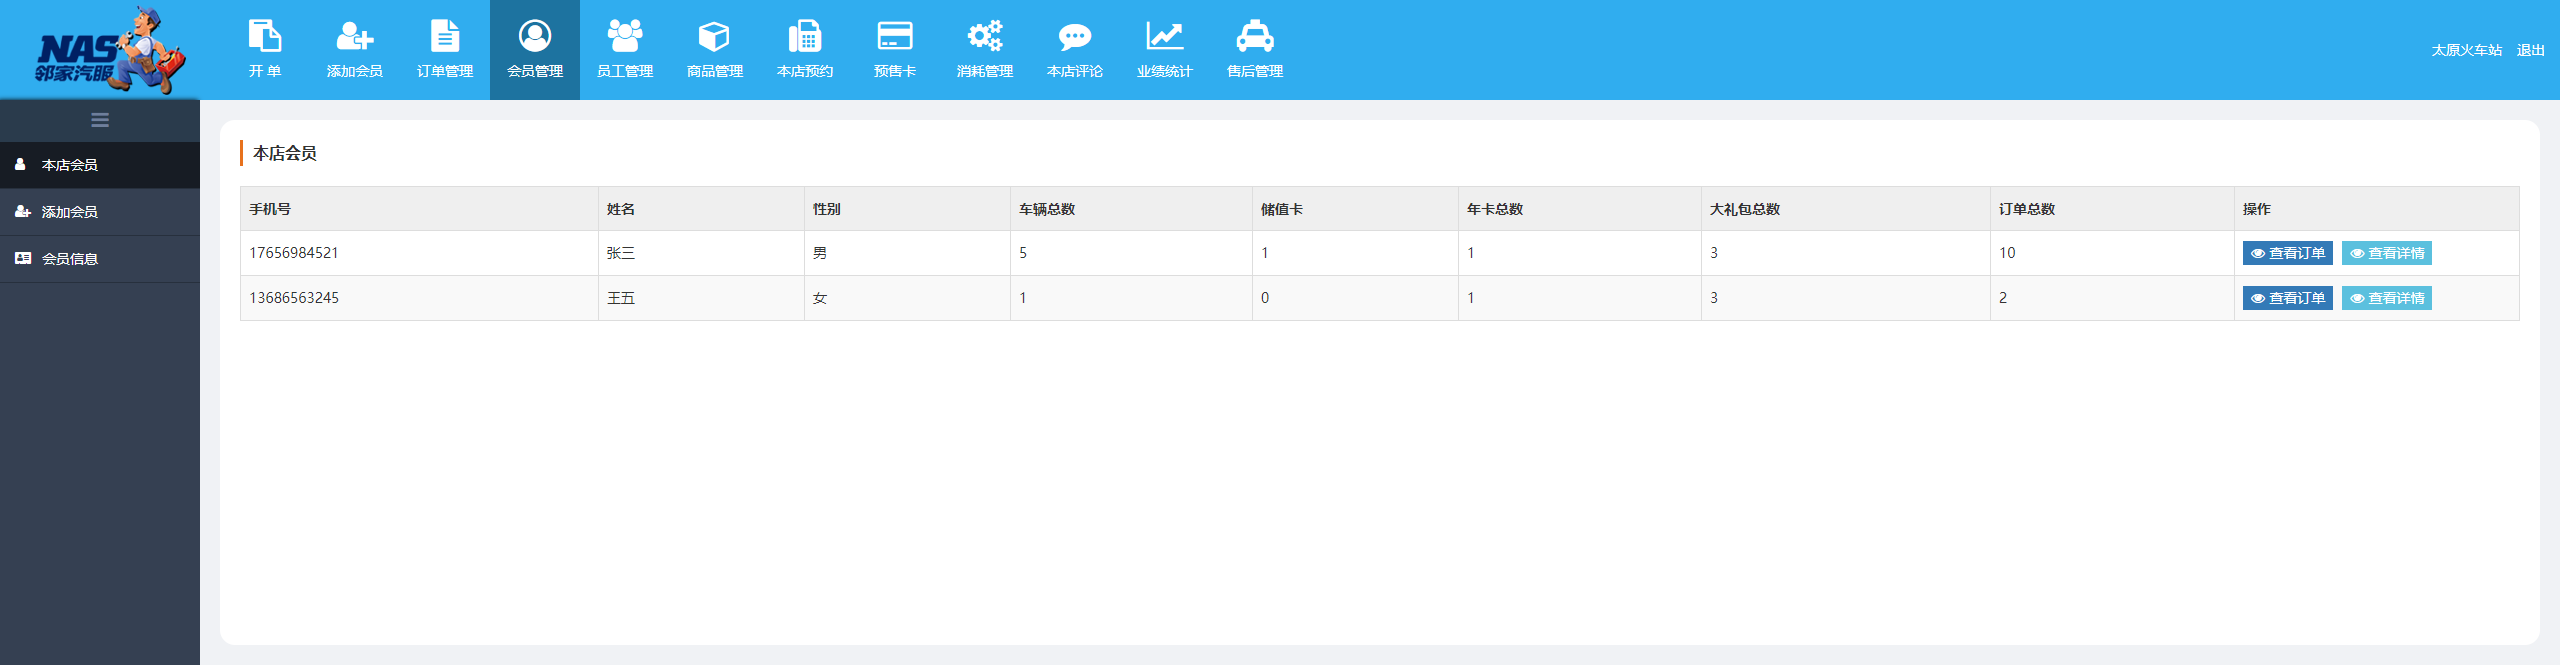 NAS
邻家汽服
开 单
添加会员
订单管理
会员管理
员工管理
商品管理
本店预约
预售卡
消耗管理
本店评论
业绩统计
售后管理
太原火车站 退出
本店会员
添加会员
会员信息
本店会员
手机号 姓名 性别 车辆总数 储值卡 年卡总数 大礼包总数 订单总数 操作
17656984521 张三 男 5 1 1 3 10 查看订单 查看详情
13686563245 王五 女 1 0 1 3 2 查看订单 查看详情